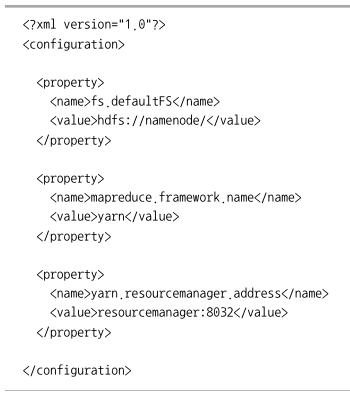 <?xml version="1.0"?>
<configuration>
<property>
<name>fs.defaultFS</name>
<value>hdfs://namenode/</value>
</property>
<property>
<name>mapreduce.framework.name</name>
<value>yarn</value>
</property>
<property>
<name>yarn.resourcemanager.address</name>
<value>resourcemanager:8032</value>
</property>
</configuration>